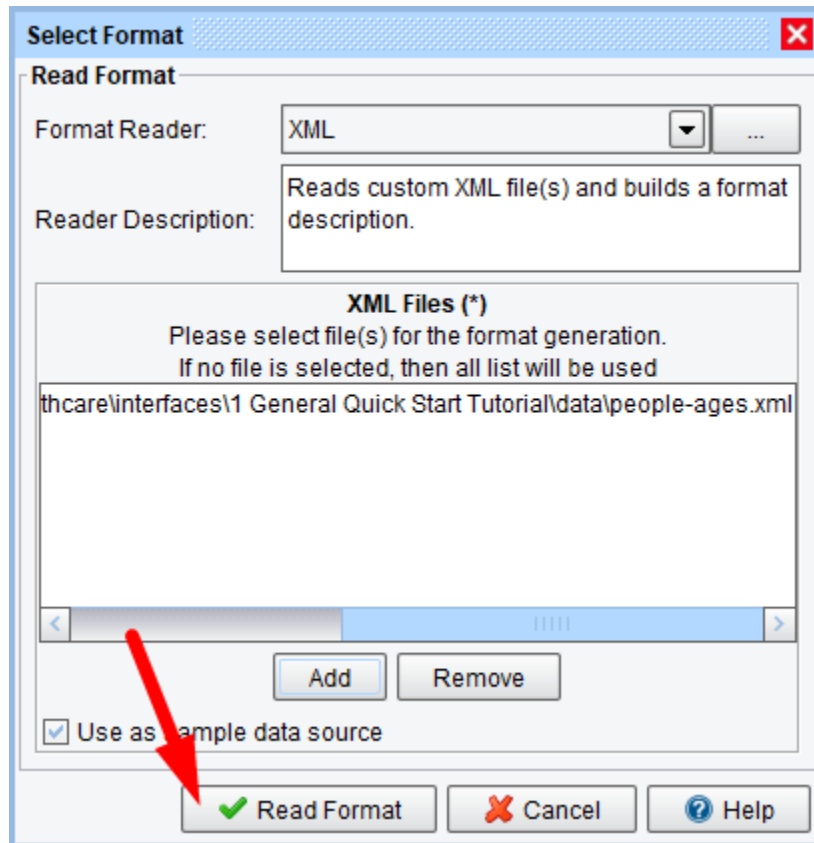 Select Format
Read Format
Format Reader:
XML
...
Reader Description:
Reads custom XML file(s) and builds a format
description.
XML Files (*)
Please select file(s) for the format generation.
If no file is selected, then all list will be used
thcare\interfaces\1 General Quick Start Tutorial\data\people-ages.xml
Add
Remove
Use as sample data source
Read Format
Cancel
Help